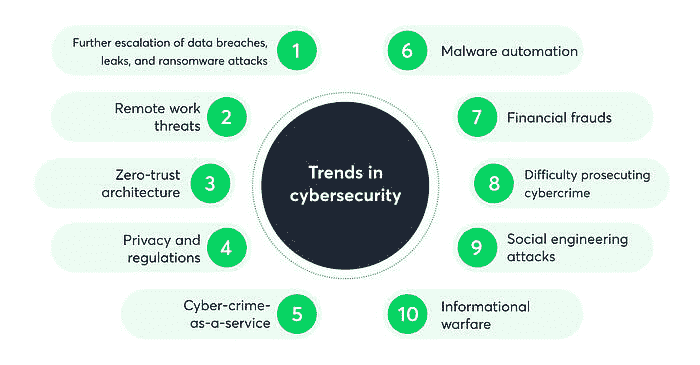 Further escalation of data breaches,
leaks, and ransomware attacks
1
Remote work
threats
2
Zero-trust
architecture
3
Privacy and
regulations
4
Cyber-crime-
as-a-service
5
Trends in
cybersecurity
6
Malware automation
7
Financial frauds
8
Difficulty prosecuting
cybercrime
9
Social engineering
attacks
10
Informational
warfare